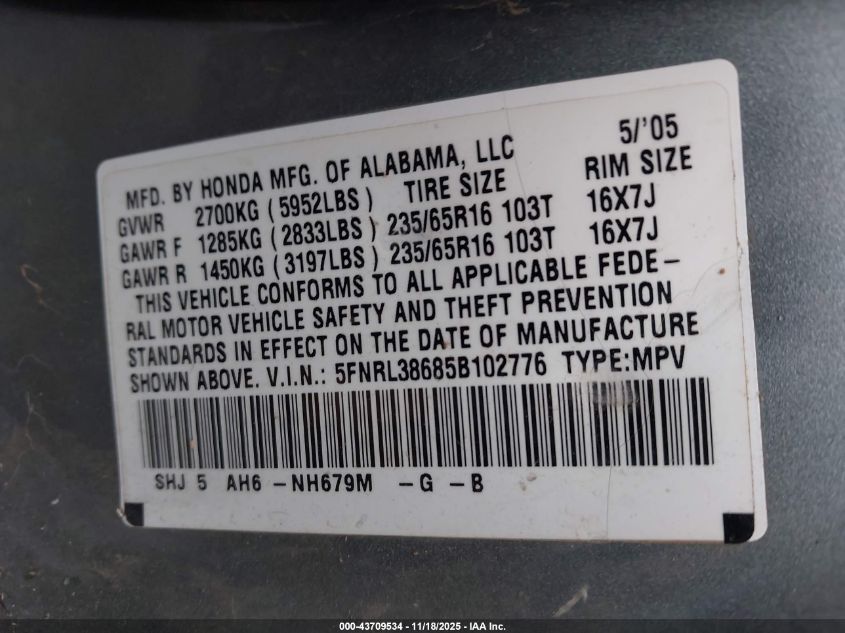 MFD. BY HONDA MFG. OF ALABAMA, LLC 5/'05
GVWR 2700KG (5952LBS) TIRE SIZE RIM SIZE
GAWR F 1285KG (2833LBS) 235/65R16 103T 16X7J
GAWR R 1450KG (3197LBS) 235/65R16 103T 16X7J
THIS VEHICLE CONFORMS TO ALL APPLICABLE FEDE-
RAL MOTOR VEHICLE SAFETY AND THEFT PREVENTION
STANDARDS IN EFFECT ON THE DATE OF MANUFACTURE
SHOWN ABOVE. V.I.N.: 5FNRL38685B102776 TYPE:MPV
SHJ 5 AH6 -NH679M -G -B
000-43709534 - 11/18/2025 - IAA Inc.